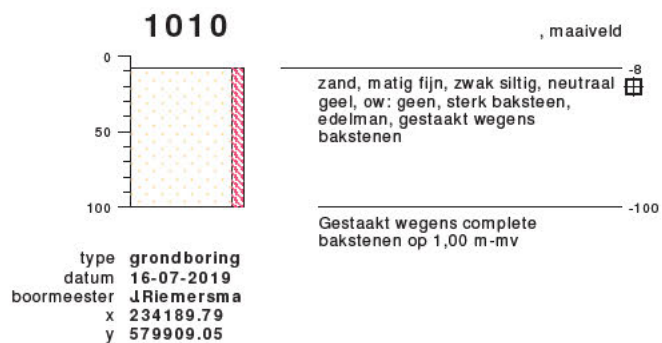 1010
, maaiveld
0
-8
zand, matig fijn, zwak siltig, neutraal
geel, ow: geen, sterk baksteen,
edelman, gestaakt wegens
bakstenen
50
100
-100
Gestaakt wegens complete
bakstenen op 1,00 m-mv
type grondboring
datum 16-07-2019
boormeester J.Riemersma
x 234189.79
y 579909.05